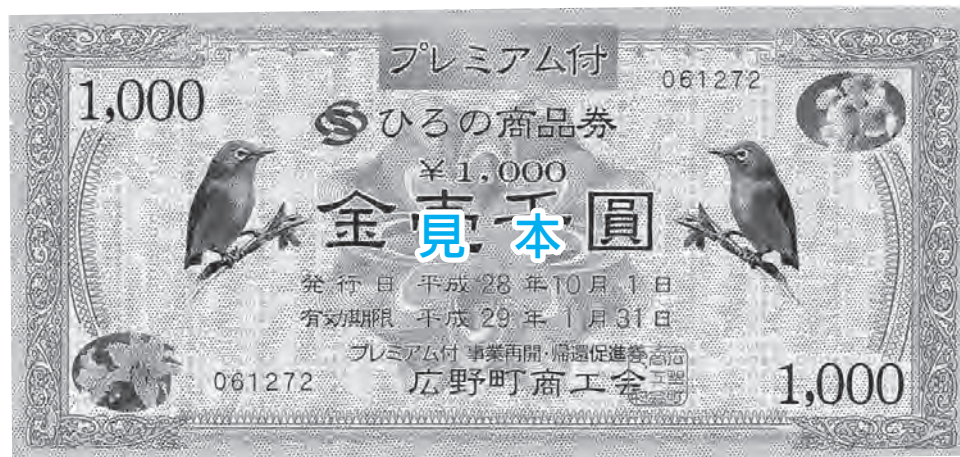 プレミアム付
1,000
061272
ひろの商品券
¥1,000
金壱千圓
見本
発行日 平成28年10月1日
有効期限 平成29年1月31日
プレミアム付 事業再開・帰還促進券
061272
広野町商工会
1,000